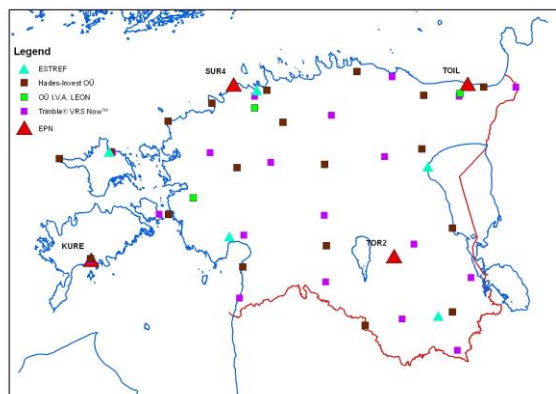 Legend
ESTREF
Hades-Invest OÜ
OÜ I.V.A. LEON
Trimble® VRS Now™
EPN
SUR4
TOIL
KURE
TOR2